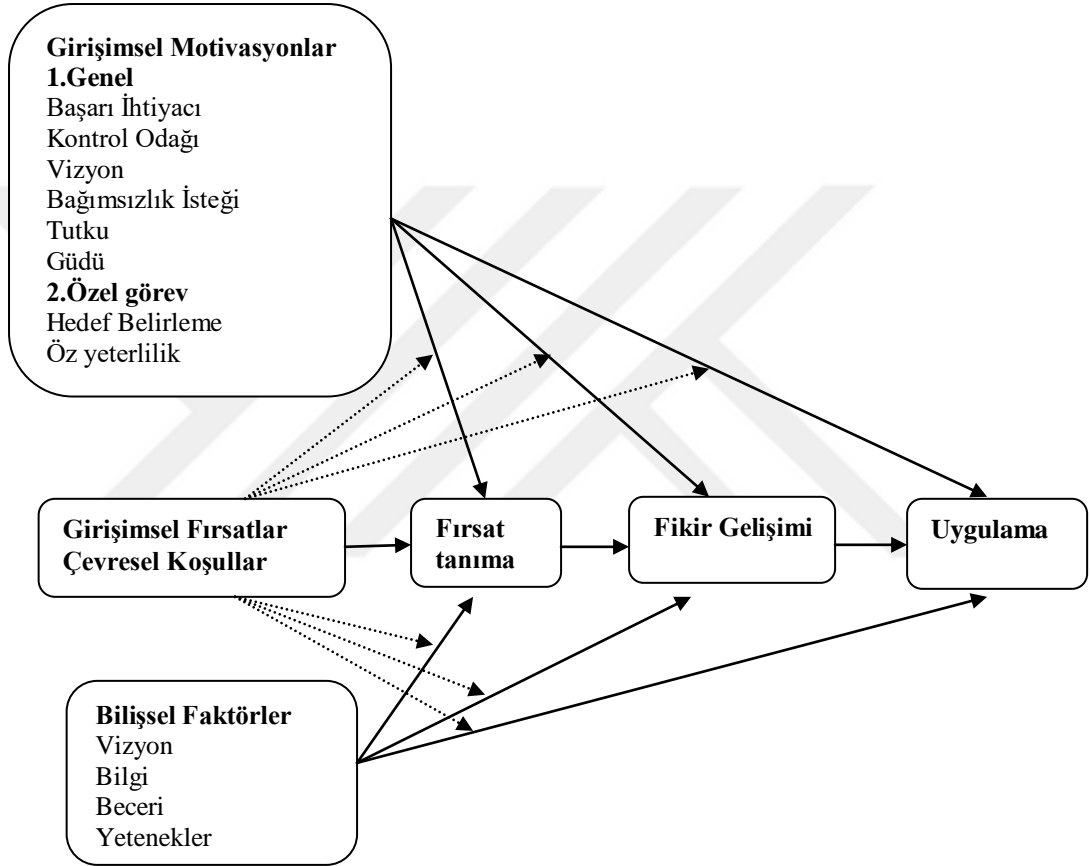 Girişimsel Motivasyonlar
1.Genel
Başarı İhtiyacı
Kontrol Odağı
Vizyon
Bağımsızlık İsteği
Tutku
Güdü
2.Özel görev
Hedef Belirleme
Öz yeterlilik
Girişimsel Fırsatlar
Çevresel Koşullar
Fırsat
tanıma
Fikir Gelişimi
Uygulama
Bilişsel Faktörler
Vizyon
Bilgi
Beceri
Yetenekler